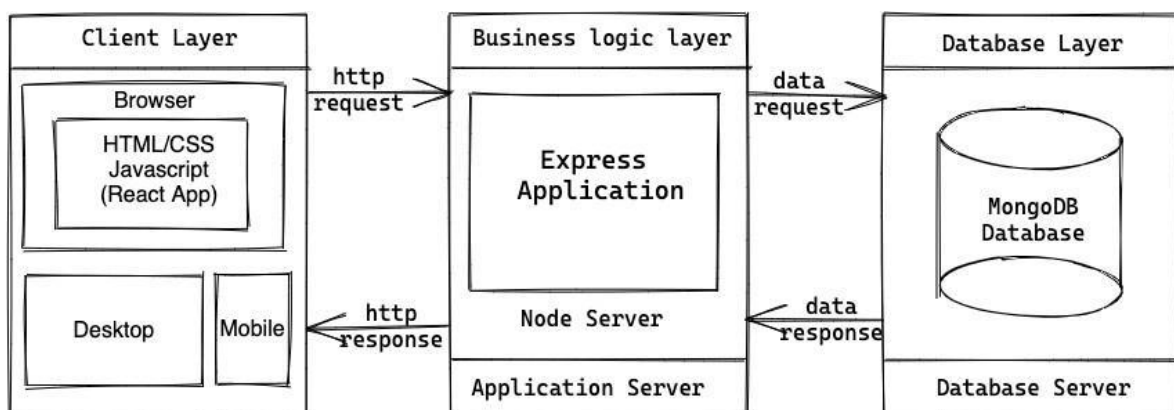 Client Layer
Browser
HTML/CSS
Javascript
(React App)
Desktop
Mobile
http
request
http
response
Business logic layer
Express
Application
Node Server
Application Server
data
request
data
response
Database Layer
MongoDB
Database
Database Server